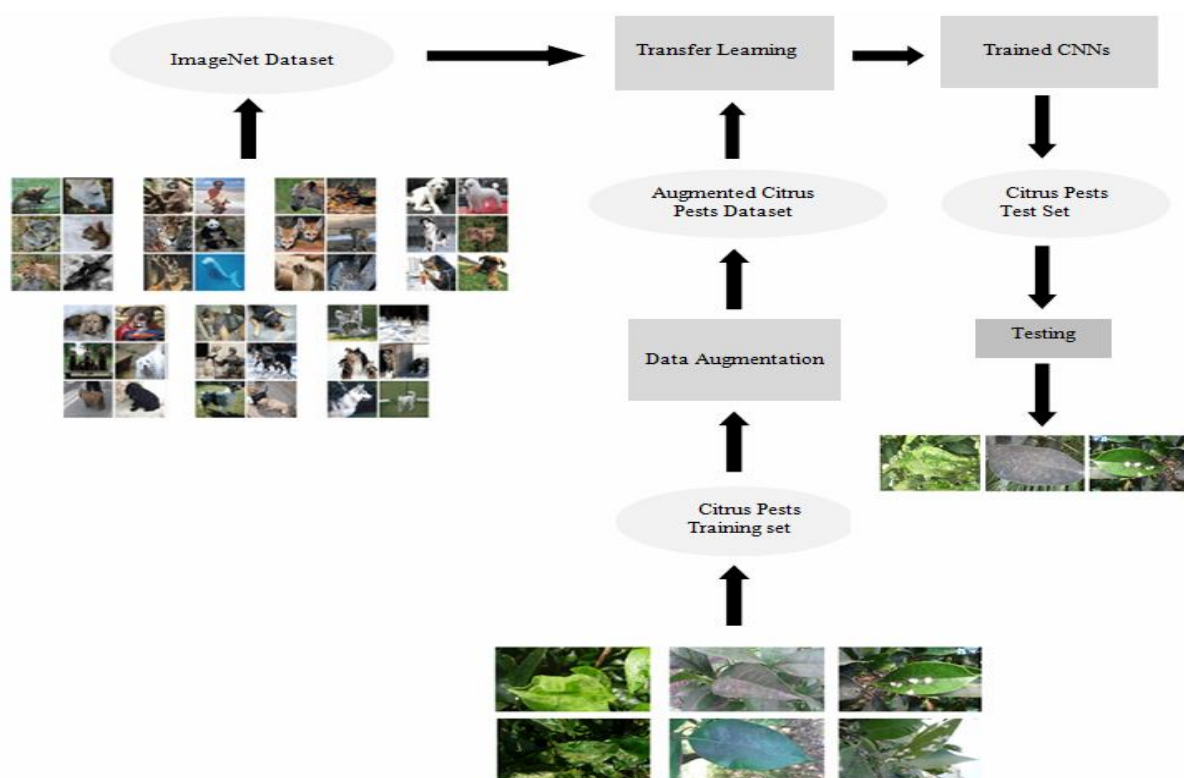 ImageNet Dataset
Transfer Learning
Trained CNNs
Augmented Citrus
Pests Dataset
Citrus Pests
Test Set
Data Augmentation
Testing
Citrus Pests
Training set